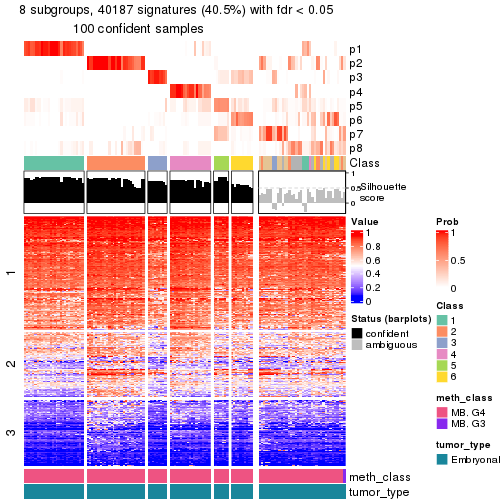 8 subgroups, 40187 signatures (40.5%) with fdr < 0.05
100 confident samples
p1
p2
p3
p4
p5
p6
p7
p8
Class
1
0.5
0
Silhouette
score
1
2
3
meth_class
tumor_type
Value
1
0.8
0.6
0.4
0.2
0
Status (barplots)
confident
ambiguous
Prob
1
0.5
0
Class
1
2
3
4
5
6
meth_class
MB. G4
MB. G3
tumor_type
Embryonal